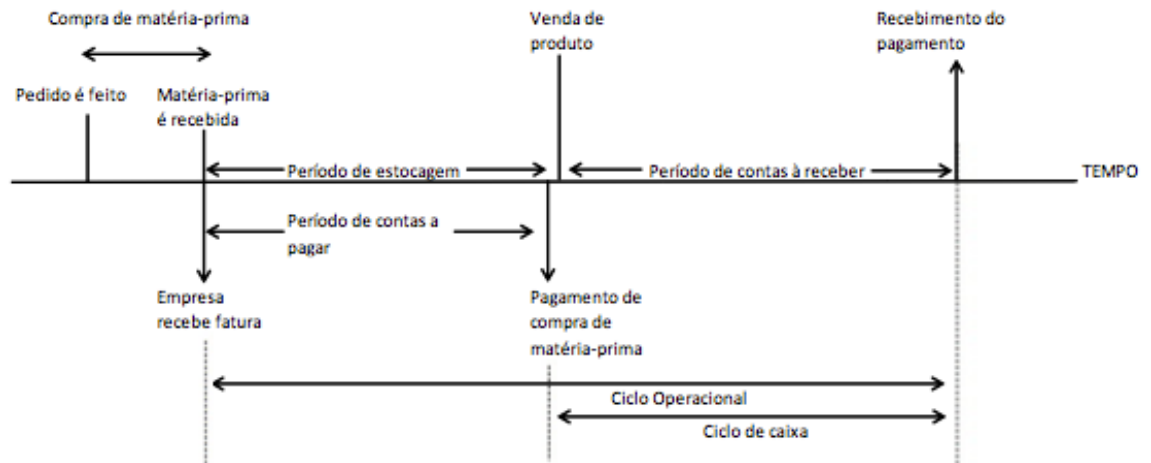 Compra de matéria-prima
Venda de
produto
Recebimento do
pagamento
Pedido é feito
Matéria-prima
é recebida
Período de estocagem
Período de contas à receber
TEMPO
Período de contas a
pagar
Empresa
recebe fatura
Pagamento de
compra de
matéria-prima
Ciclo Operacional
Ciclo de caixa